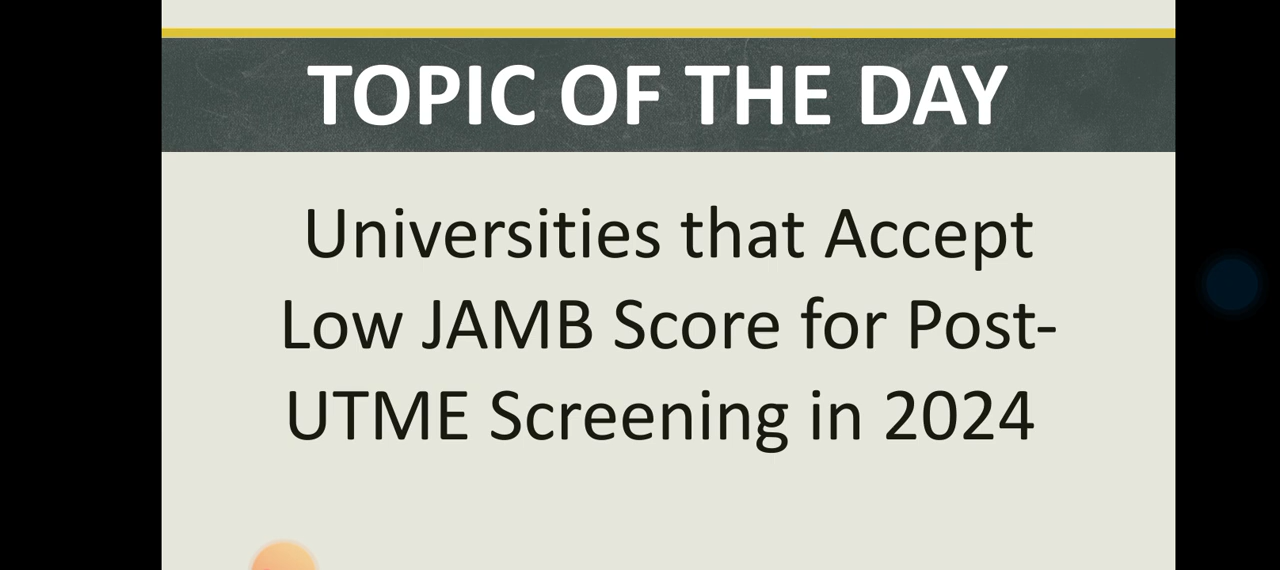 TOPIC OF THE DAY
Universities that Accept
Low JAMB Score for Post-
UTME Screening in 2024